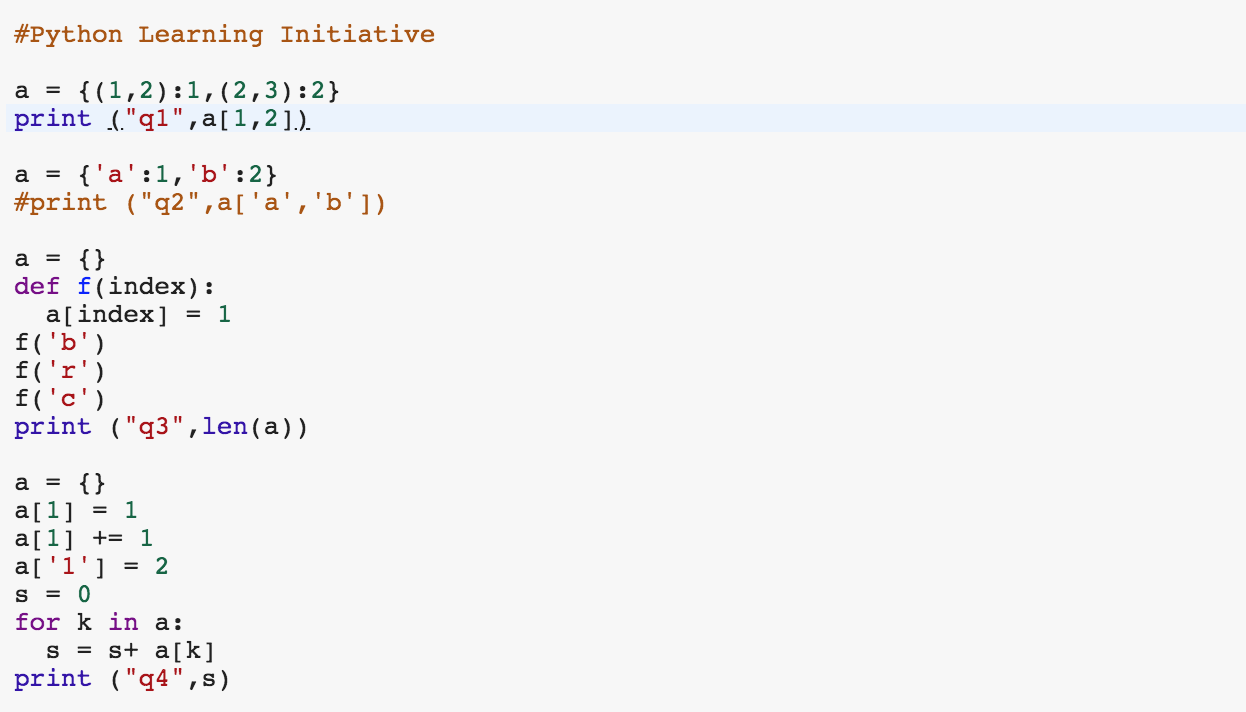 #Python Learning Initiative
a = {(1,2):1,(2,3):2}
print ("q1",a[1,2])
a = {'a':1,'b':2}
#print ("q2",a['a','b'])
a = {}
def f(index):
  a[index] = 1
f('b')
f('r')
f('c')
print ("q3",len(a))
a = {}
a[1] = 1
a[1] += 1
a['1'] = 2
s = 0
for k in a:
  s = s+ a[k]
print ("q4",s)